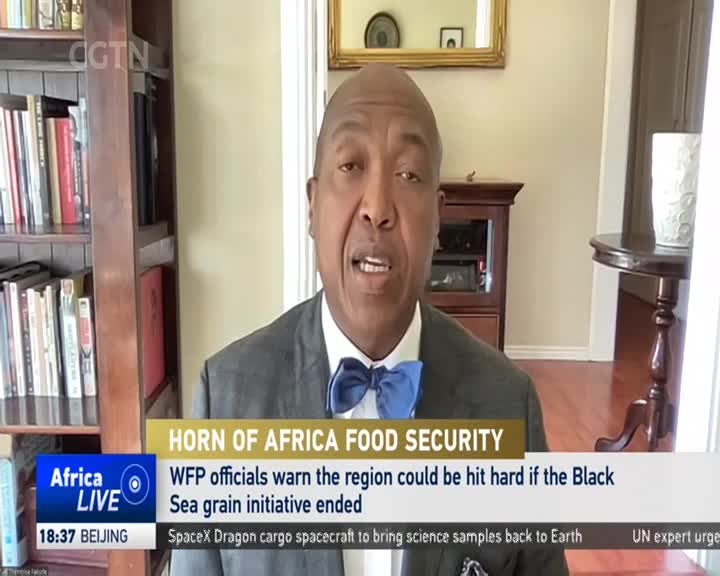 CGTN
HORN OF AFRICA FOOD SECURITY
WFP officials warn the region could be hit hard if the Black
Sea grain initiative ended
Africa
LIVE
18:37 BEIJING
SpaceX Dragon cargo spacecraft to bring science samples back to Earth
UN expert urge